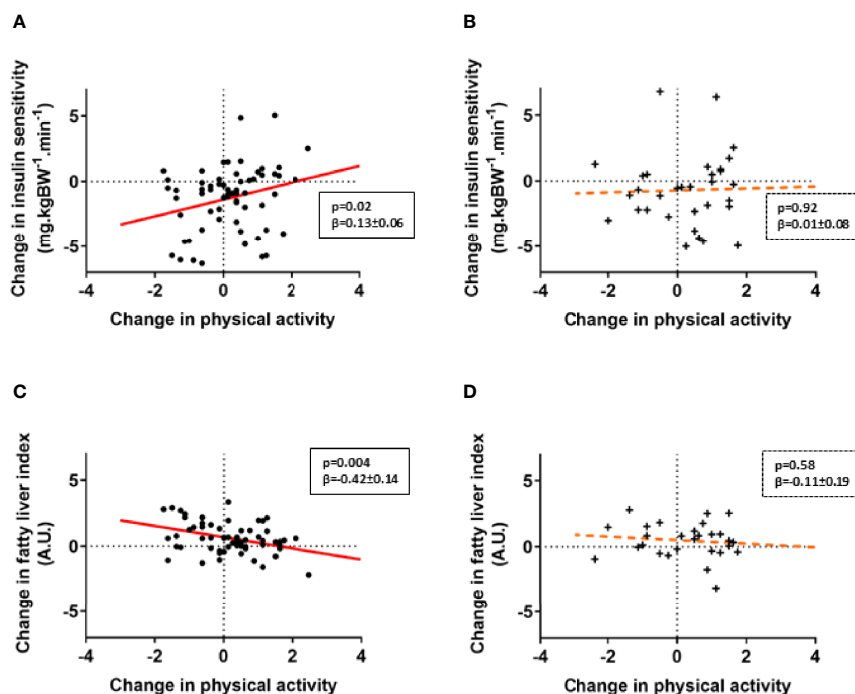 A
B
Change in insulin sensitivity
(mg.kgBW⁻¹.min⁻¹)
5
0
-5
-4
-2
0
2
4
p=0.02
β=0.13±0.06
Change in physical activity
Change in insulin sensitivity
(mg.kgBW⁻¹.min⁻¹)
5
0
-5
-4
-2
0
2
4
p=0.92
β=0.01±0.08
Change in physical activity
C
D
Change in fatty liver index
(A.U.)
5
0
-5
-4
-2
0
2
4
p=0.004
β=-0.42±0.14
Change in physical activity
Change in fatty liver index
(A.U.)
5
0
-5
-4
-2
0
2
4
p=0.58
β=-0.11±0.19
Change in physical activity